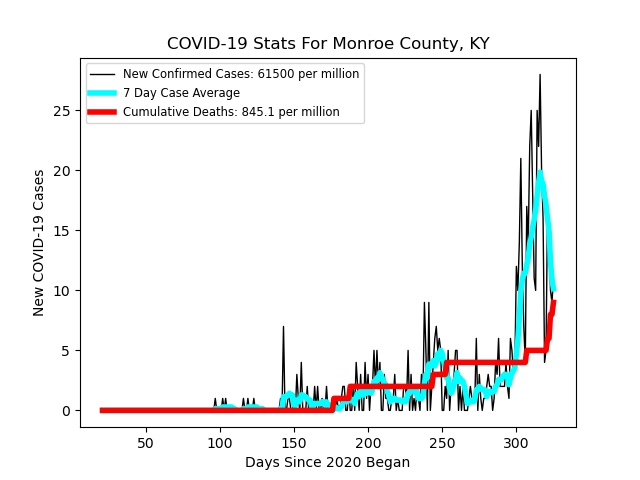 COVID-19 Stats For Monroe County, KY
New Confirmed Cases: 61500 per million
7 Day Case Average
Cumulative Deaths: 845.1 per million
New COVID-19 Cases
25
20
15
10
5
0
50
100
150
200
250
300
Days Since 2020 Began